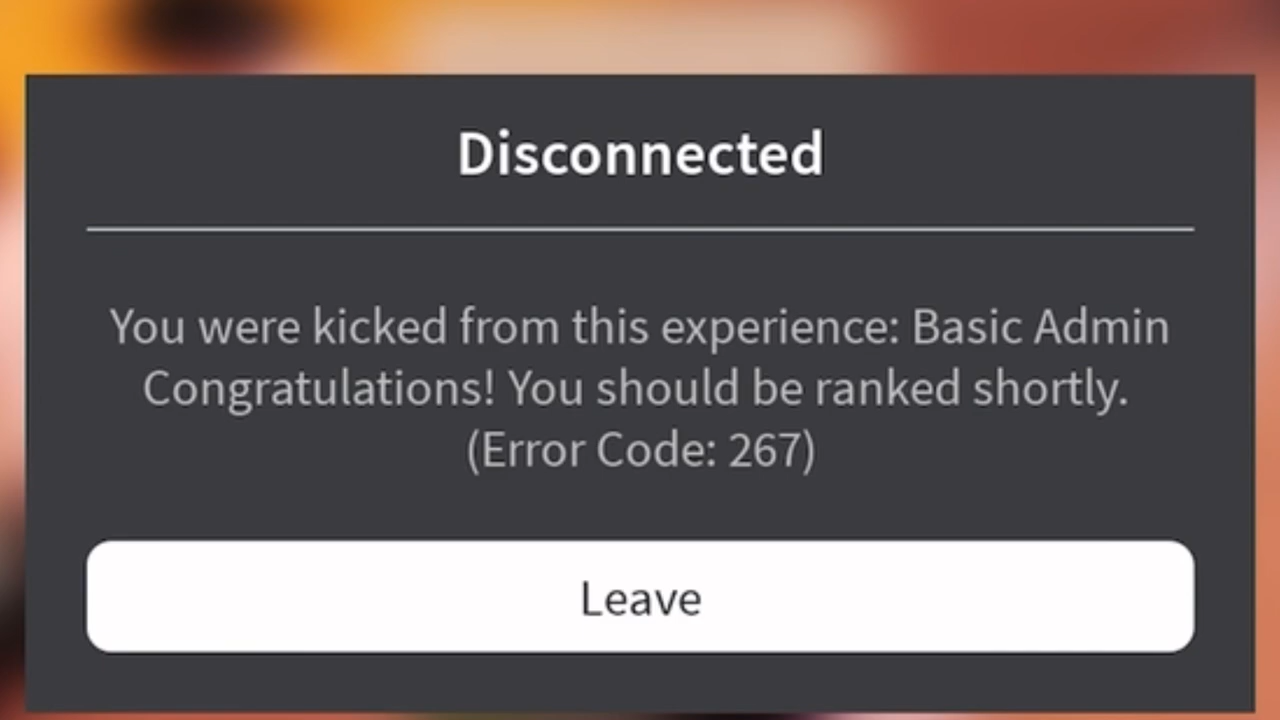 Disconnected
You were kicked from this experience: Basic Admin
Congratulations! You should be ranked shortly.
(Error Code: 267)
Leave